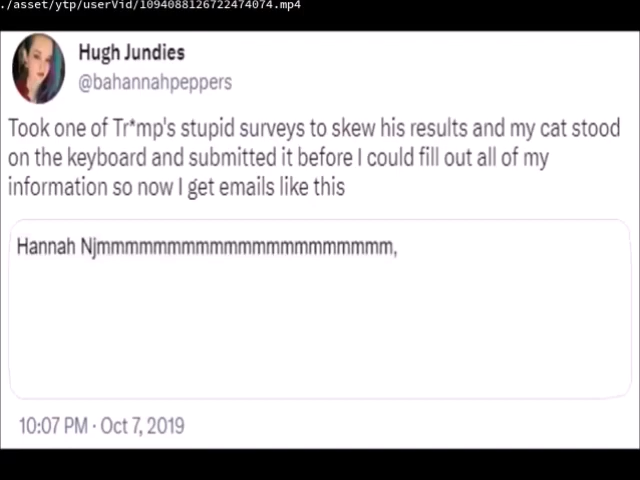 ./asset/ytp/userVid/1094088126722474074.mp4
Hugh Jundies
@bahannahpeppers
Took one of Tr*mp's stupid surveys to skew his results and my cat stood
on the keyboard and submitted it before I could fill out all of my
information so now I get emails like this
Hannah Njmmmmmmmmmmmmmmmmmmmmm,
10:07 PM · Oct 7, 2019